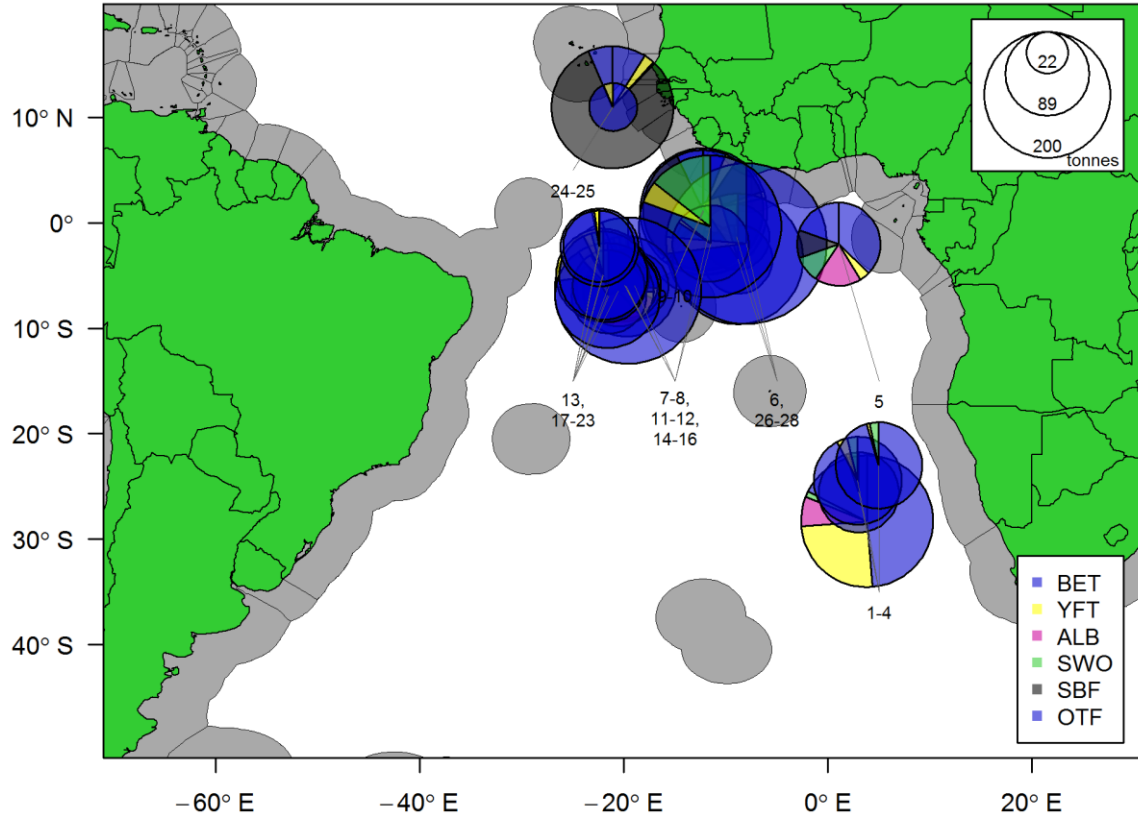 10° N
0°
10° S
20° S
30° S
40° S
−60° E
−40° E
−20° E
0° E
20° E
22
89
200
tonnes
24-25
9-10
13,
17-23
7-8,
11-12,
14-16
6,
26-28
5
1-4
BET
YFT
ALB
SWO
SBF
OTF